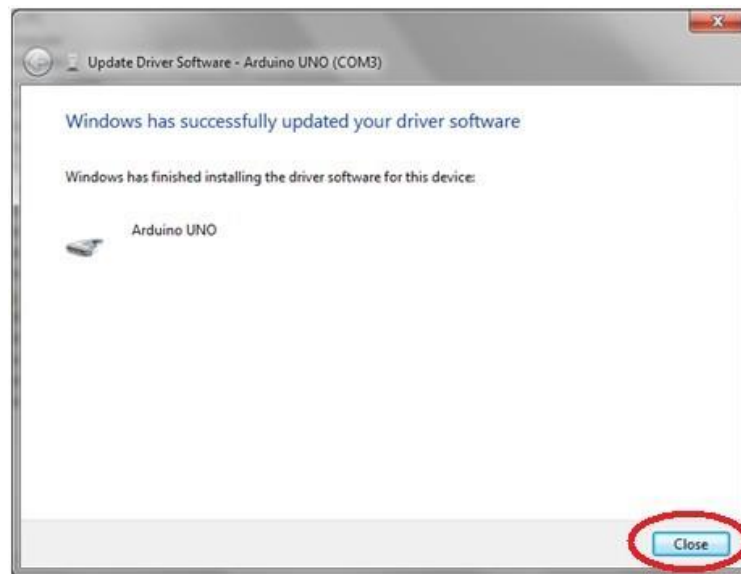 Update Driver Software - Arduino UNO (COM3)
Windows has successfully updated your driver software
Windows has finished installing the driver software for this device:
Arduino UNO
Close